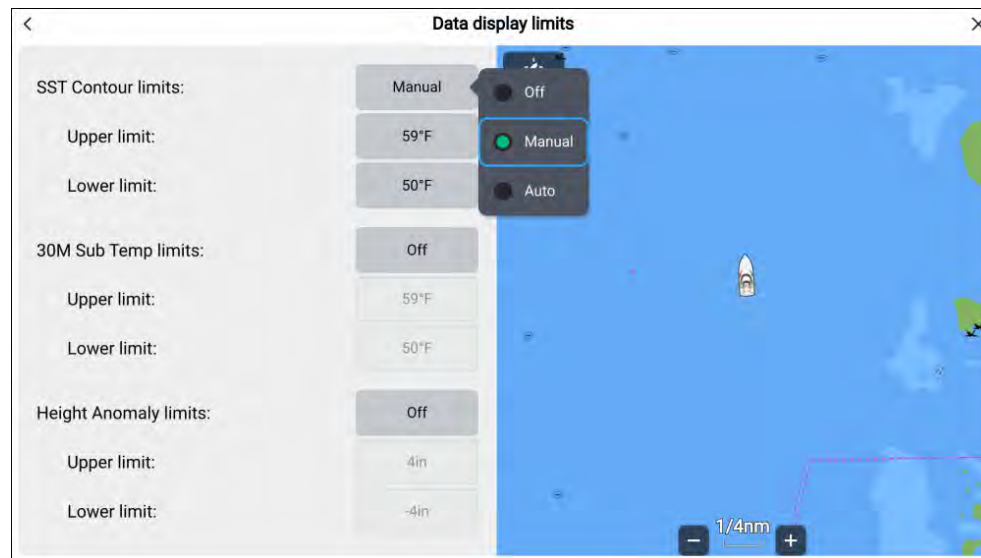 Data display limits
SST Contour limits: Manual
Off
Manual
Auto
Upper limit: 59°F
Lower limit: 50°F
30M Sub Temp limits: Off
Upper limit: 59°F
Lower limit: 50°F
Height Anomaly limits: Off
Upper limit: 4in
Lower limit: -4in
1/4nm